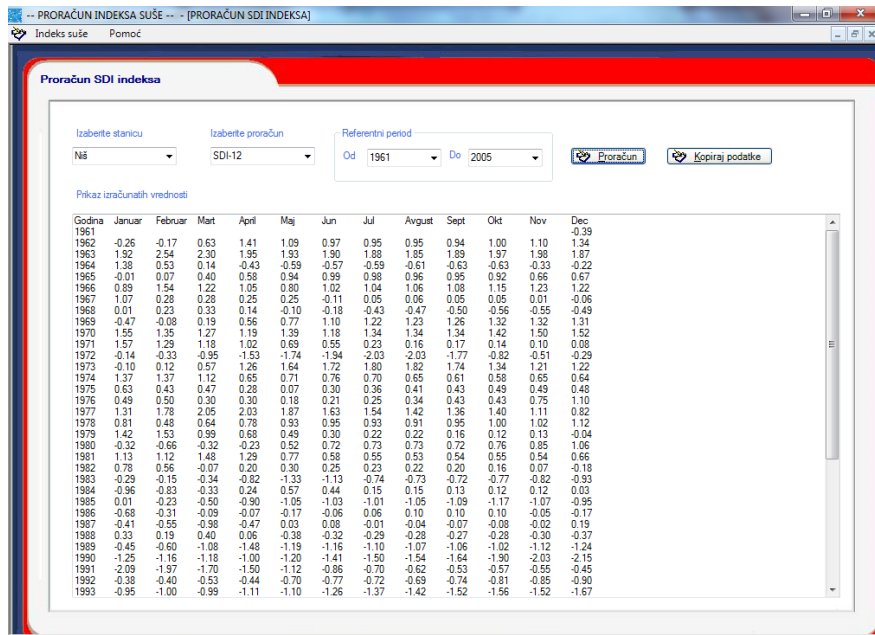 -- PRORAČUN INDEKSA SUŠE -- - [PRORAČUN SDI INDEKSA]
Indeks suše Pomoć
Proračun SDI indeksa
Izaberite stanicu Izaberite proračun Referentni period
Niš SDI-12 Od 1961 Do 2005 Proračun Kopiraj podatke
Prikaz izračunatih vrednosti
Godina Januar Februar Mart April Maj Jun Jul Avgust Sept Okt Nov Dec
1961 -0.39
1962 -0.26 -0.17 0.63 1.41 1.09 0.97 0.95 0.95 0.94 1.00 1.10 1.34
1963 1.92 2.54 2.30 1.95 1.93 1.90 1.88 1.85 1.89 1.97 1.98 1.87
1964 1.38 0.53 0.14 -0.43 -0.59 -0.57 -0.59 -0.61 -0.63 -0.63 -0.33 -0.22
1965 -0.01 0.07 0.40 0.58 0.94 0.99 0.98 0.96 0.95 0.92 0.66 0.67
1966 0.89 1.54 1.22 1.05 0.80 1.02 1.04 1.06 1.08 1.15 1.23 1.22
1967 1.07 0.28 0.28 0.25 0.25 -0.11 0.05 0.06 0.05 0.05 0.01 -0.06
1968 0.01 0.23 0.33 0.14 -0.10 -0.18 -0.43 -0.47 -0.50 -0.56 -0.55 -0.49
1969 -0.47 -0.08 0.19 0.56 0.77 1.10 1.22 1.23 1.26 1.32 1.32 1.31
1970 1.55 1.35 1.27 1.19 1.39 1.18 1.34 1.34 1.34 1.42 1.50 1.52
1971 1.57 1.29 1.18 1.02 0.69 0.55 0.23 0.16 0.17 0.14 0.10 0.08
1972 -0.14 -0.33 -0.95 -1.53 -1.74 -1.94 -2.03 -2.03 -1.77 -0.82 -0.51 -0.29
1973 -0.10 0.12 0.57 1.26 1.64 1.72 1.80 1.82 1.74 1.34 1.21 1.22
1974 1.37 1.37 1.12 0.65 0.71 0.76 0.70 0.65 0.61 0.58 0.65 0.64
1975 0.63 0.43 0.47 0.28 0.07 0.30 0.36 0.41 0.43 0.49 0.49 0.48
1976 0.49 0.50 0.30 0.30 0.18 0.21 0.25 0.34 0.43 0.43 0.75 1.10
1977 1.31 1.78 2.05 2.03 1.87 1.63 1.54 1.42 1.36 1.40 1.11 0.82
1978 0.81 0.48 0.64 0.78 0.93 0.95 0.93 0.91 0.95 1.00 1.02 1.12
1979 1.42 1.53 0.99 0.68 0.49 0.30 0.22 0.22 0.16 0.12 0.13 -0.04
1980 -0.32 -0.66 -0.32 -0.23 0.52 0.72 0.73 0.73 0.72 0.76 0.85 1.06
1981 1.13 1.12 1.48 1.29 0.77 0.58 0.55 0.53 0.54 0.55 0.54 0.66
1982 0.78 0.56 -0.07 0.20 0.30 0.25 0.23 0.22 0.20 0.16 0.07 -0.18
1983 -0.29 -0.15 -0.34 -0.82 -1.33 -1.13 -0.74 -0.73 -0.72 -0.77 -0.82 -0.93
1984 -0.96 -0.83 -0.33 0.24 0.57 0.44 0.15 0.15 0.13 0.12 0.12 0.03
1985 0.01 -0.23 -0.50 -0.90 -1.05 -1.03 -1.01 -1.05 -1.09 -1.17 -1.07 -0.95
1986 -0.68 -0.31 -0.09 -0.07 -0.17 -0.06 0.06 0.10 0.10 0.10 -0.05 -0.17
1987 -0.41 -0.55 -0.98 -0.47 0.03 0.08 -0.01 -0.04 -0.07 -0.08 -0.02 0.19
1988 0.33 0.19 0.40 0.06 -0.38 -0.32 -0.29 -0.28 -0.27 -0.28 -0.30 -0.37
1989 -0.45 -0.60 -1.08 -1.48 -1.19 -1.16 -1.10 -1.07 -1.06 -1.02 -1.12 -1.24
1990 -1.25 -1.16 -1.18 -1.00 -1.20 -1.41 -1.50 -1.54 -1.64 -1.90 -2.03 -2.15
1991 -2.09 -1.97 -1.70 -1.50 -1.12 -0.86 -0.70 -0.62 -0.53 -0.57 -0.55 -0.45
1992 -0.38 -0.40 -0.53 -0.44 -0.70 -0.77 -0.72 -0.69 -0.74 -0.81 -0.85 -0.90
1993 -0.95 -1.00 -0.99 -1.11 -1.10 -1.26 -1.37 -1.42 -1.52 -1.56 -1.52 -1.67